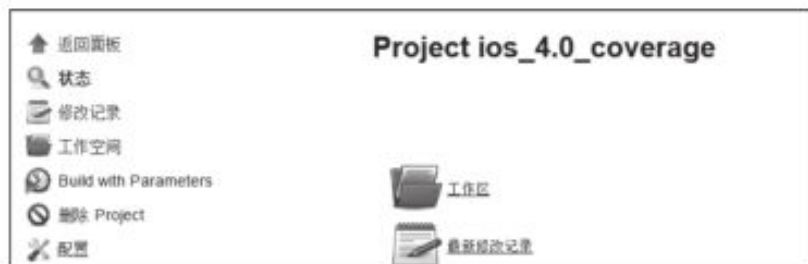 返回面板
状态
修改记录
工作空间
Build with Parameters
删除 Project
配置
Project ios_4.0_coverage
工作区
最新修改记录